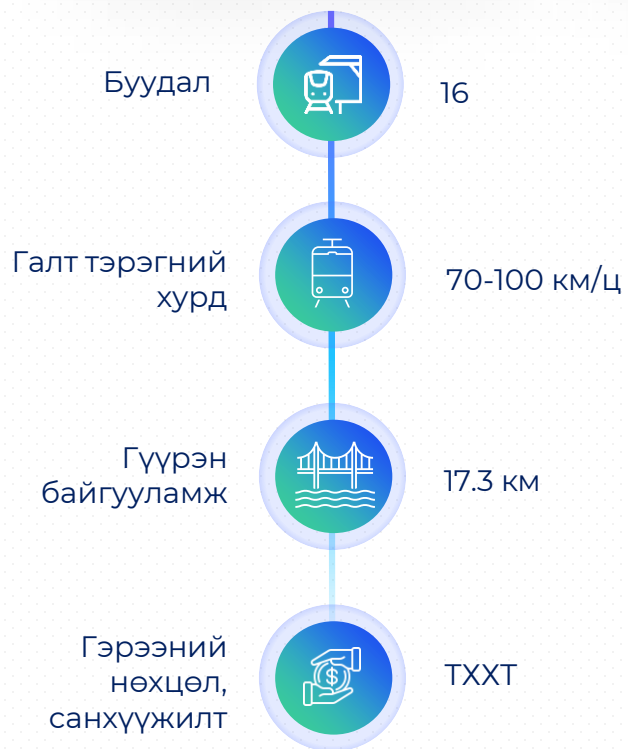 Буудал
16
Галт тэрэгний
хурд
70-100 км/ц
Гүүрэн
байгууламж
17.3 км
Гэрээний
нөхцөл,
санхүүжилт
ТХХТ